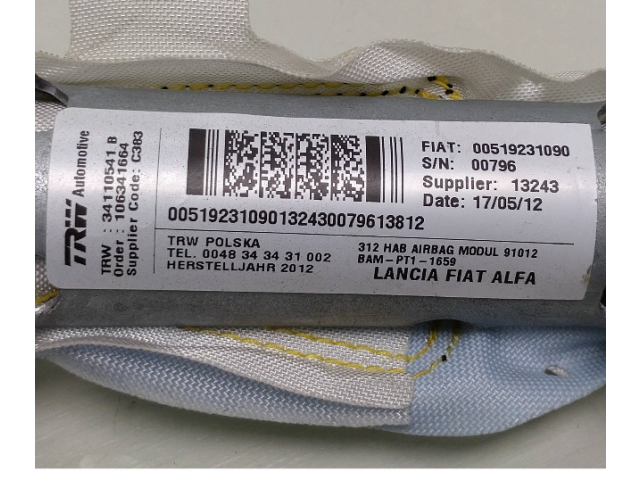 TRW Automotive
TRW : 34110541 B
Order : 106341664
Supplier Code: C383
FIAT: 00519231090
S/N: 00796
Supplier: 13243
Date: 17/05/12
00519231090132430079613812
TRW POLSKA
TEL. 0048 34 34 31 002
HERSTELLJAHR 2012
312 HAB AIRBAG MODUL 91012
BAM-PT1-1659
LANCIA FIAT ALFA